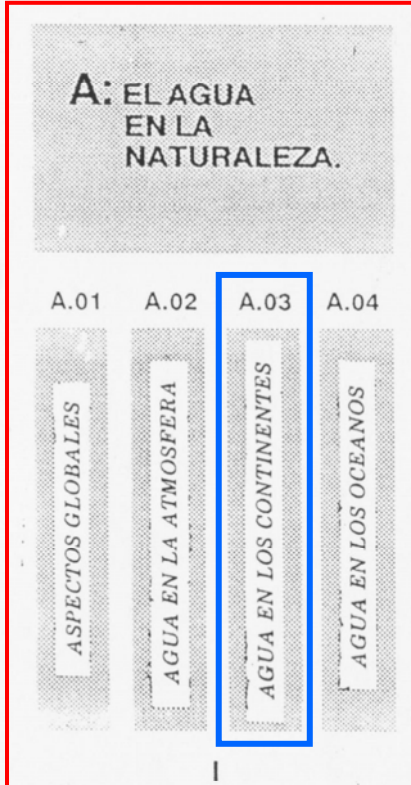 A: EL AGUA
EN LA
NATURALEZA.
A.01 A.02 A.03 A.04
ASPECTOS GLOBALES
AGUA EN LA ATMOSFERA
AGUA EN LOS CONTINENTES
AGUA EN LOS OCEANOS
I